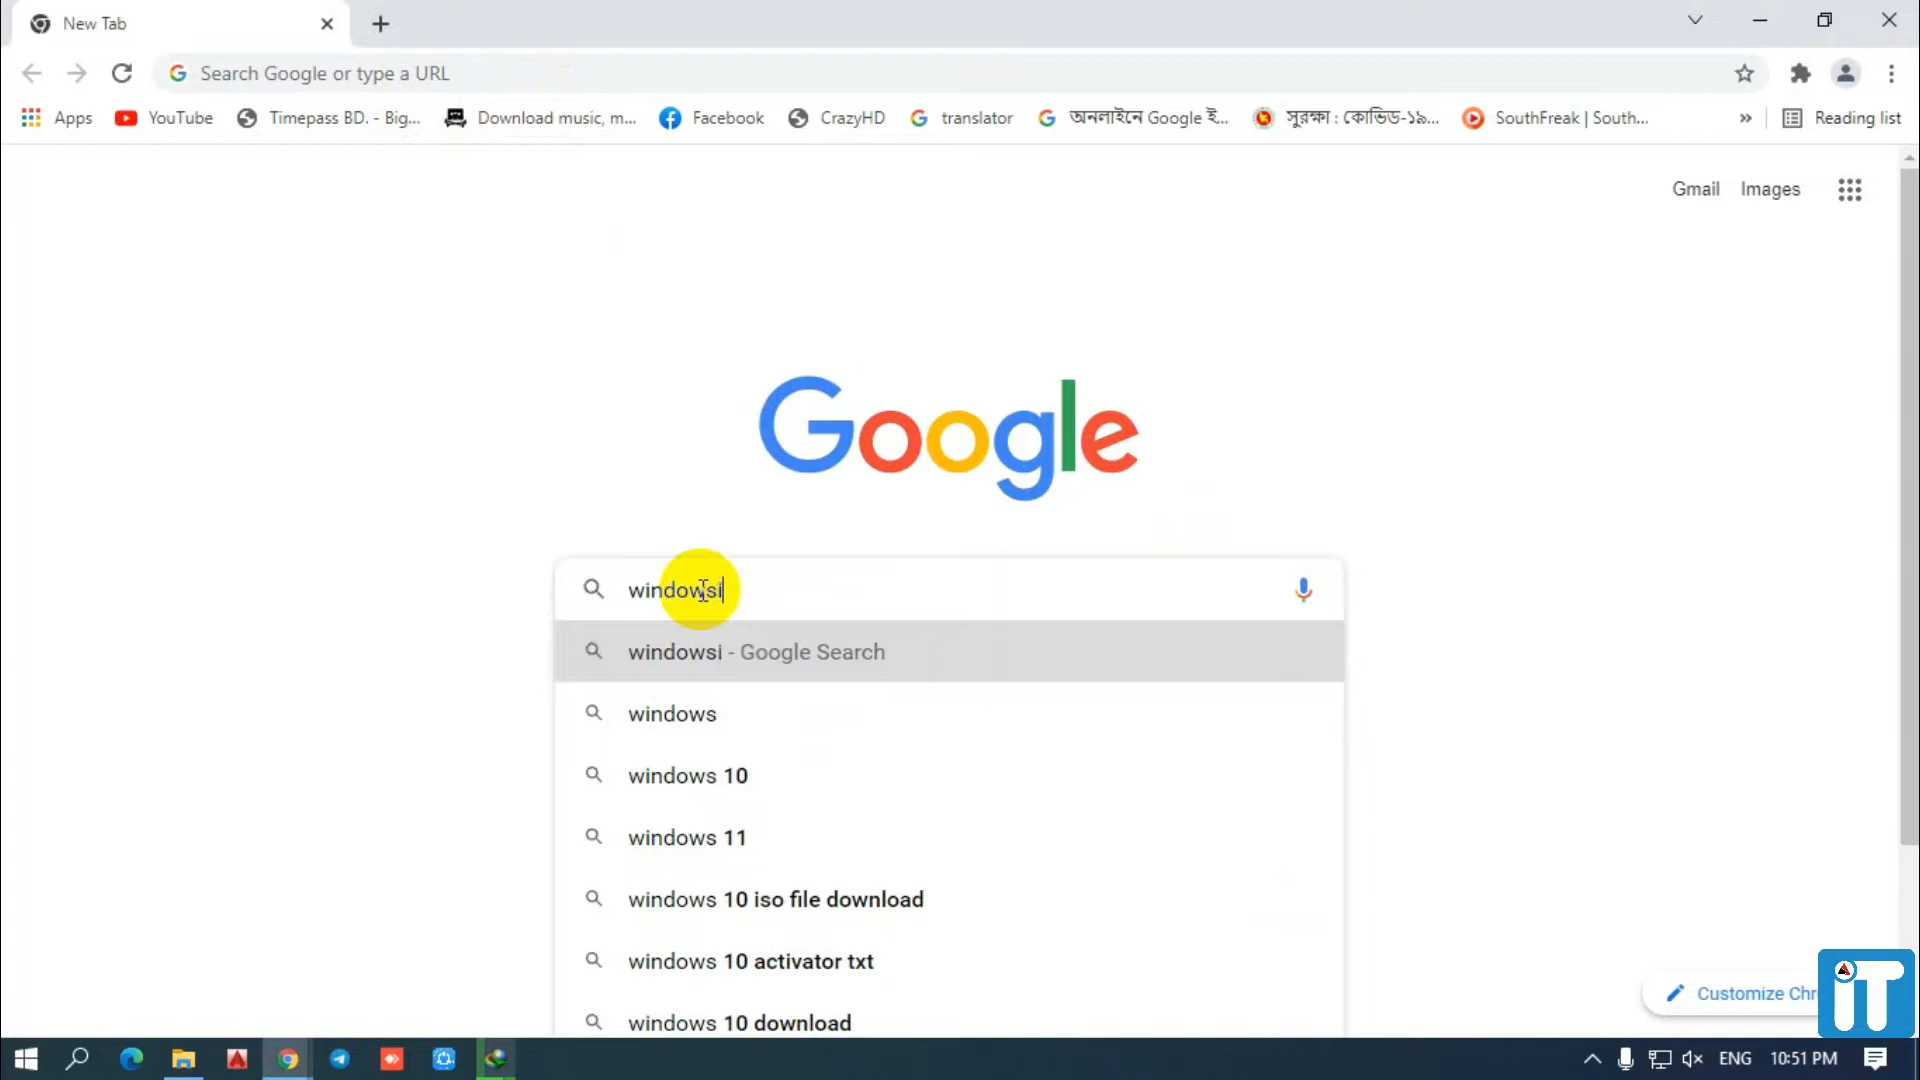 New Tab
Search Google or type a URL
Apps YouTube Timepass BD. - Big... Download music, m... Facebook CrazyHD translator অনলাইনে Google ই... সুরক্ষা : কোভিড-১৯... SouthFreak | South... » Reading list
Gmail Images
Google
windowsi
windowsi - Google Search
windows
windows 10
windows 11
windows 10 iso file download
windows 10 activator txt
windows 10 download
Customize Chr
iT
ENG 10:51 PM